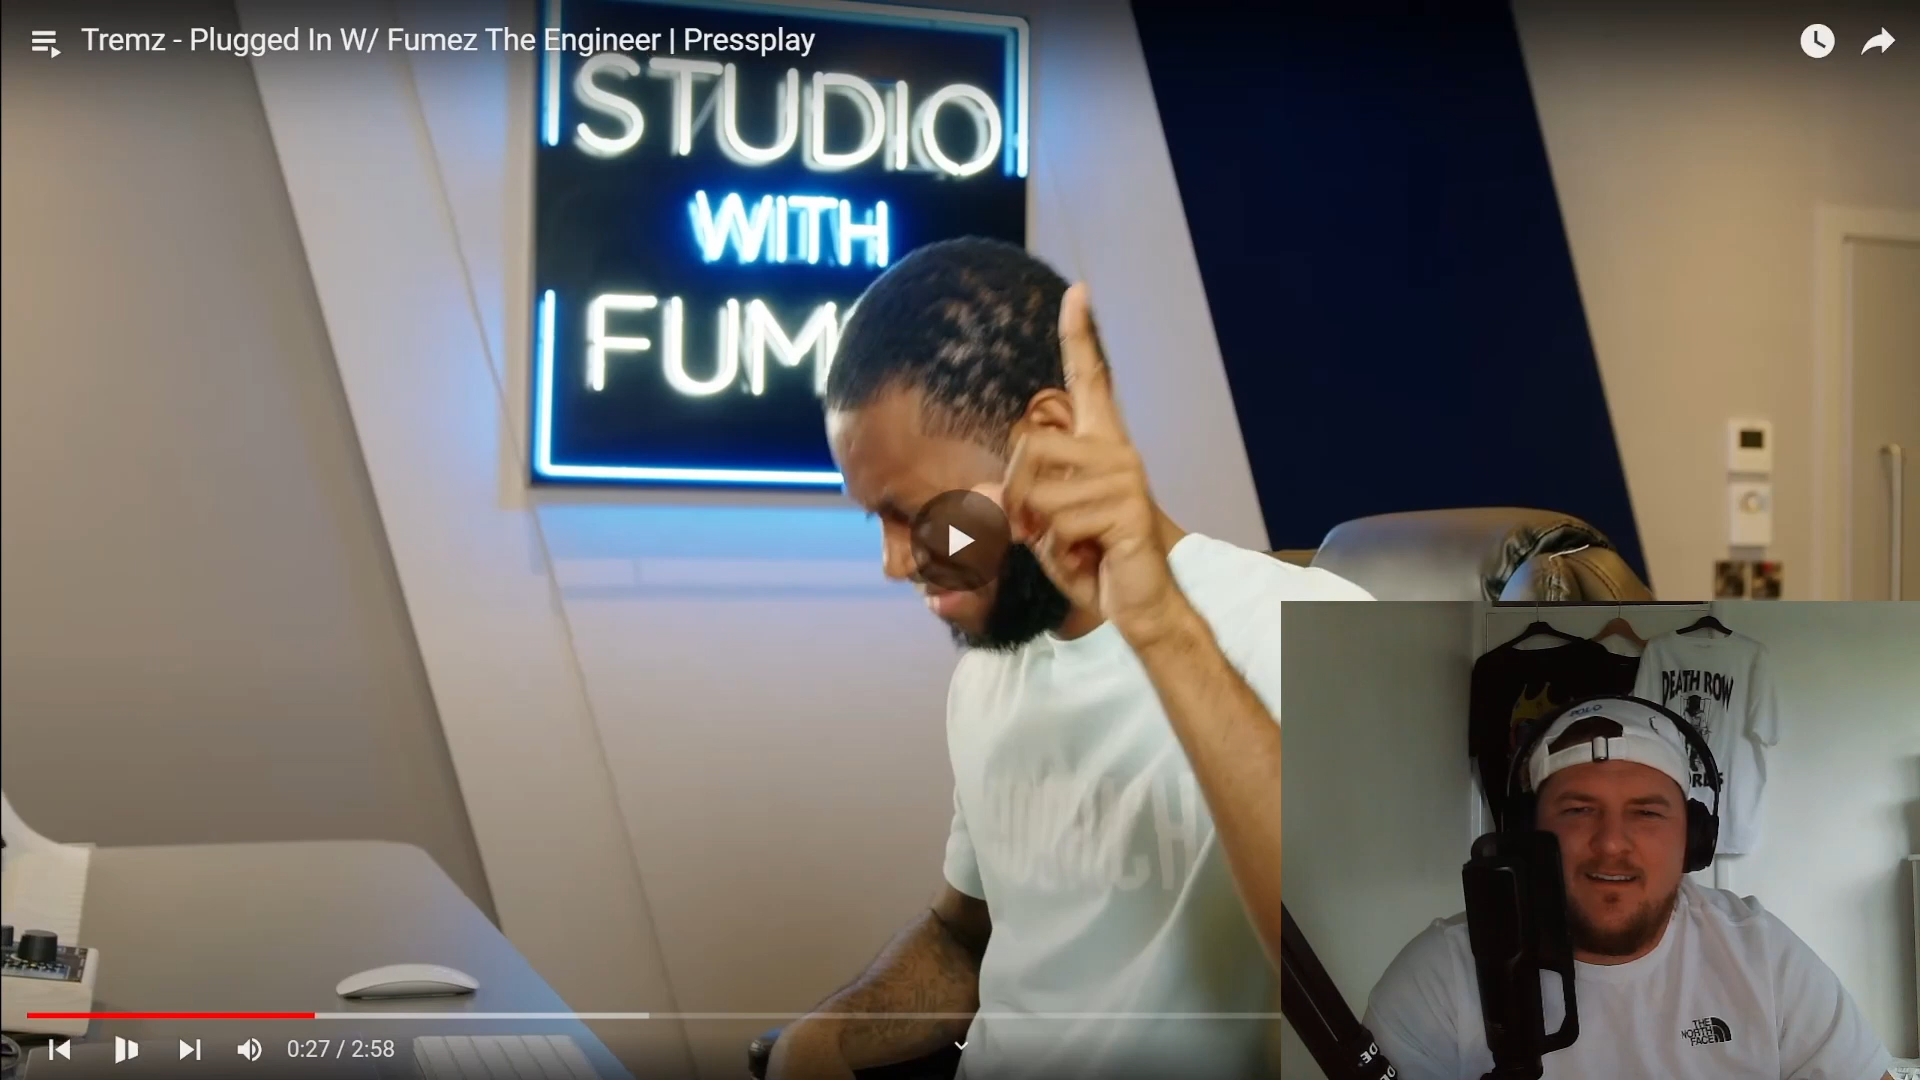 Tremz - Plugged In W/ Fumez The Engineer | Pressplay
STUDIO
WITH
DEATH ROW
POLO
THE
NORTH
FACE
0:27 / 2:58